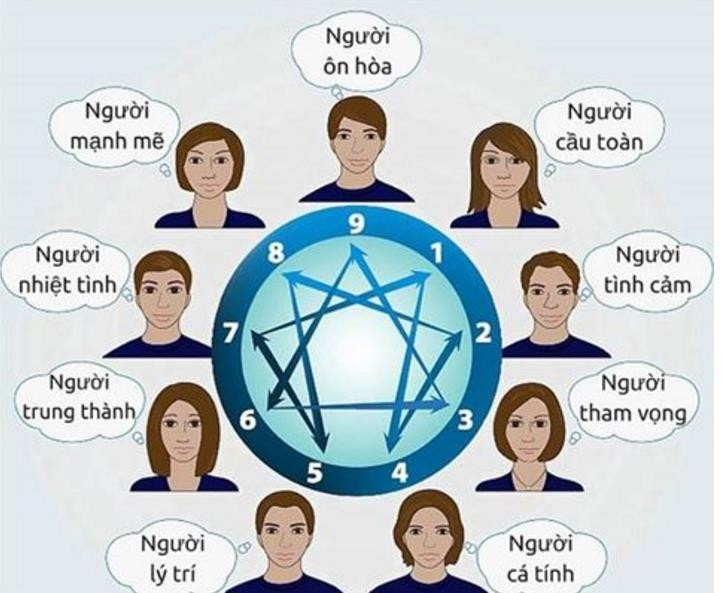 Người
ôn hòa
Người
mạnh mẽ
Người
cầu toàn
9
8
1
Người
nhiệt tình
Người
tình cảm
7
2
Người
trung thành
Người
tham vọng
6
3
5
4
Người
lý trí
Người
cá tính